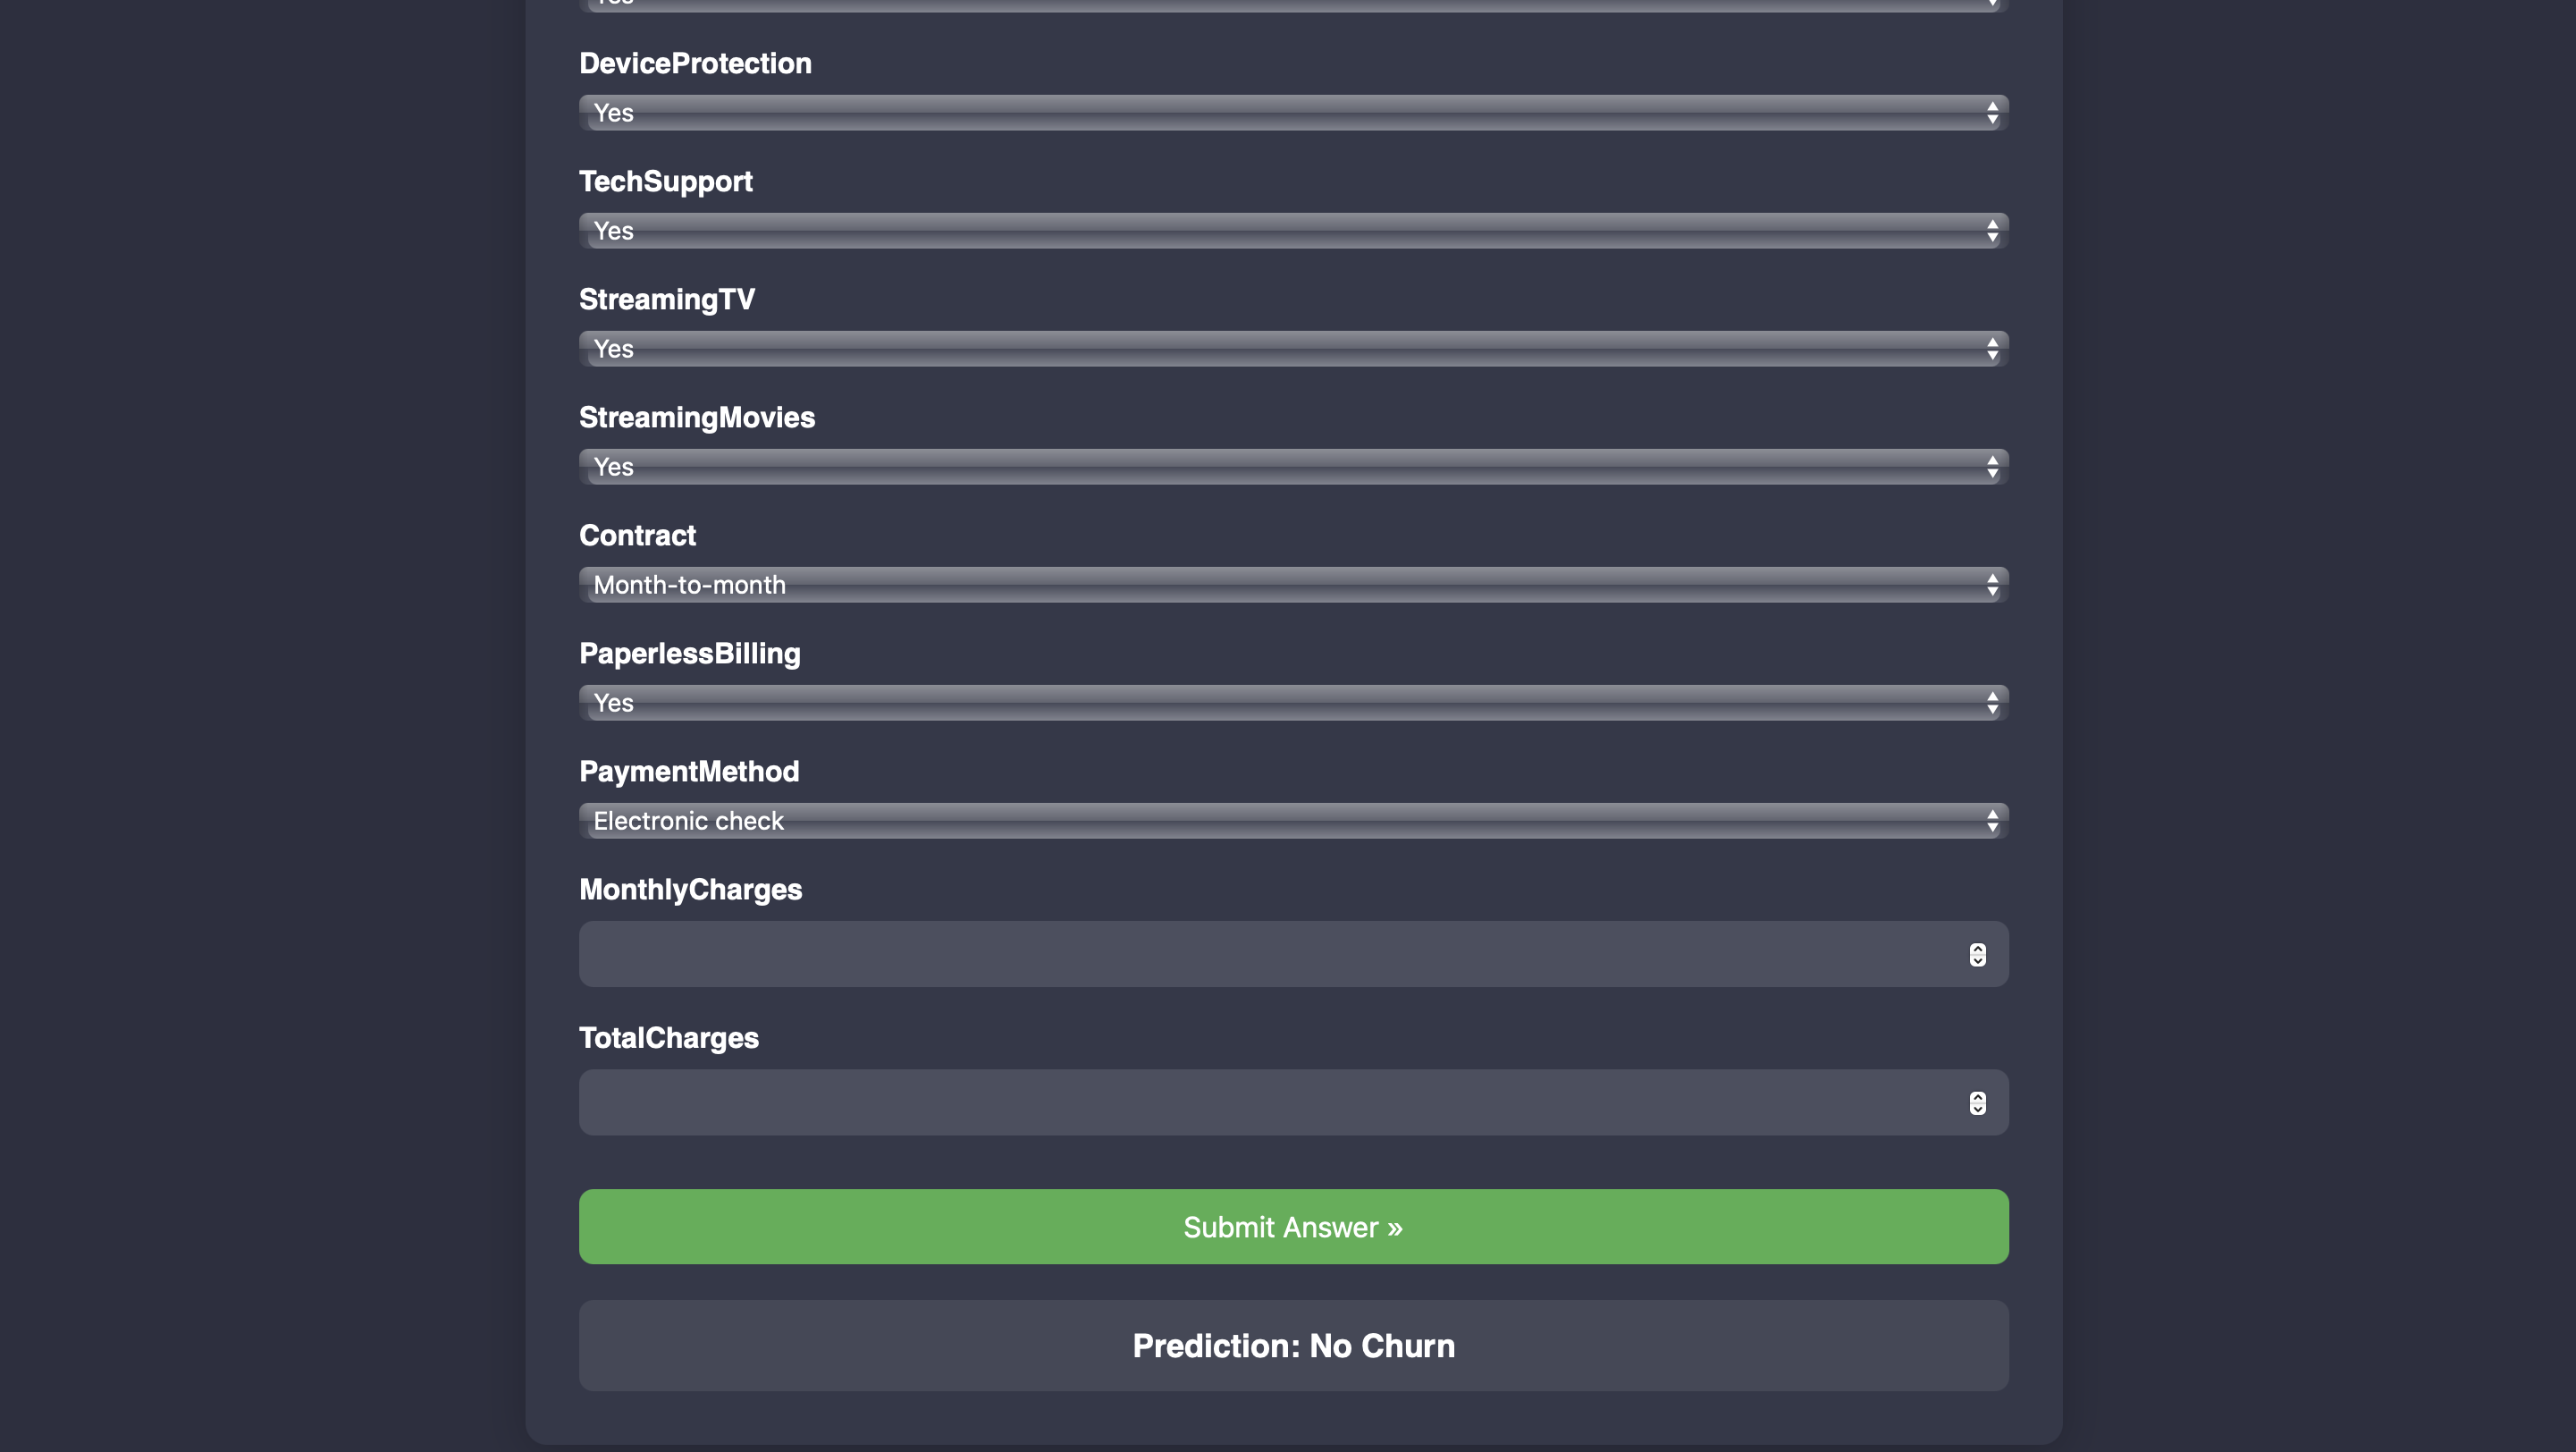 DeviceProtection
Yes
TechSupport
Yes
StreamingTV
Yes
StreamingMovies
Yes
Contract
Month-to-month
PaperlessBilling
Yes
PaymentMethod
Electronic check
MonthlyCharges
TotalCharges
Submit Answer »
Prediction: No Churn